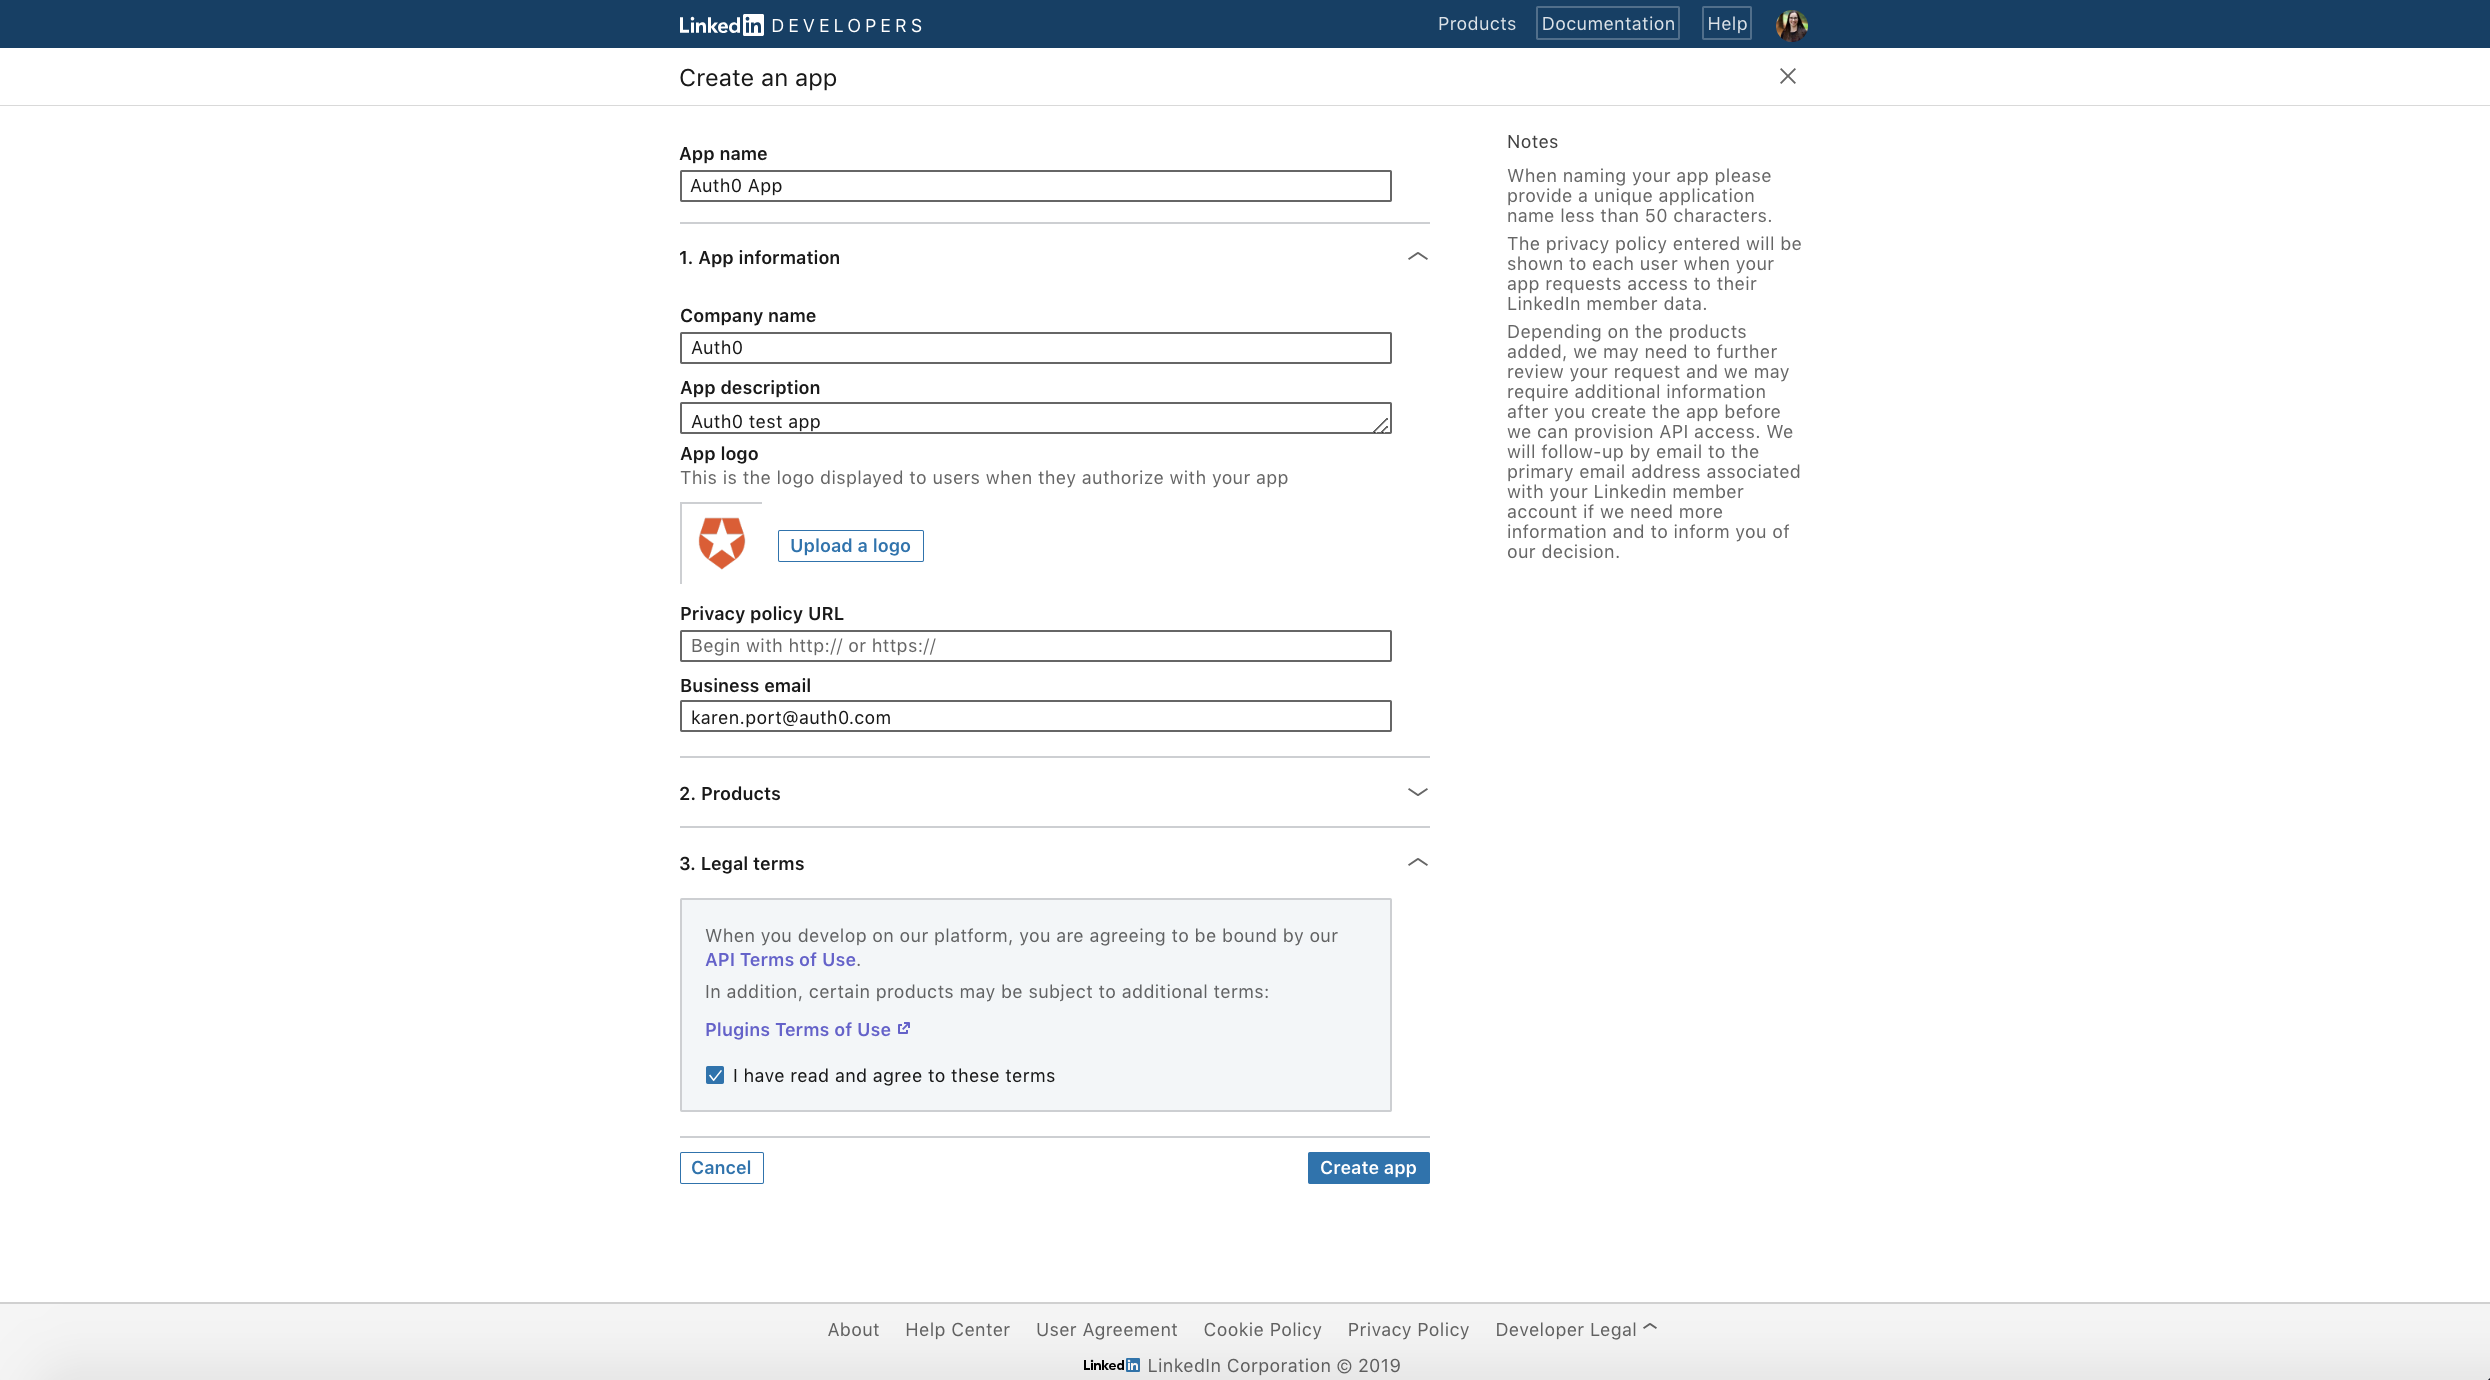 Linkedin DEVELOPERS
Products Documentation Help
Create an app
App name
Auth0 App
1. App information
Company name
Auth0
App description
Auth0 test app
App logo
This is the logo displayed to users when they authorize with your app
Upload a logo
Privacy policy URL
Begin with http:// or https://
Business email
karen.port@auth0.com
2. Products
3. Legal terms
When you develop on our platform, you are agreeing to be bound by our
API Terms of Use.
In addition, certain products may be subject to additional terms:
Plugins Terms of Use
I have read and agree to these terms
Cancel
Create app
Notes
When naming your app please
provide a unique application
name less than 50 characters.
The privacy policy entered will be
shown to each user when your
app requests access to their
LinkedIn member data.
Depending on the products
added, we may need to further
review your request and we may
require additional information
after you create the app before
we can provision API access. We
will follow-up by email to the
primary email address associated
with your Linkedin member
account if we need more
information and to inform you of
our decision.
About Help Center User Agreement Cookie Policy Privacy Policy Developer Legal
Linkedin LinkedIn Corporation © 2019